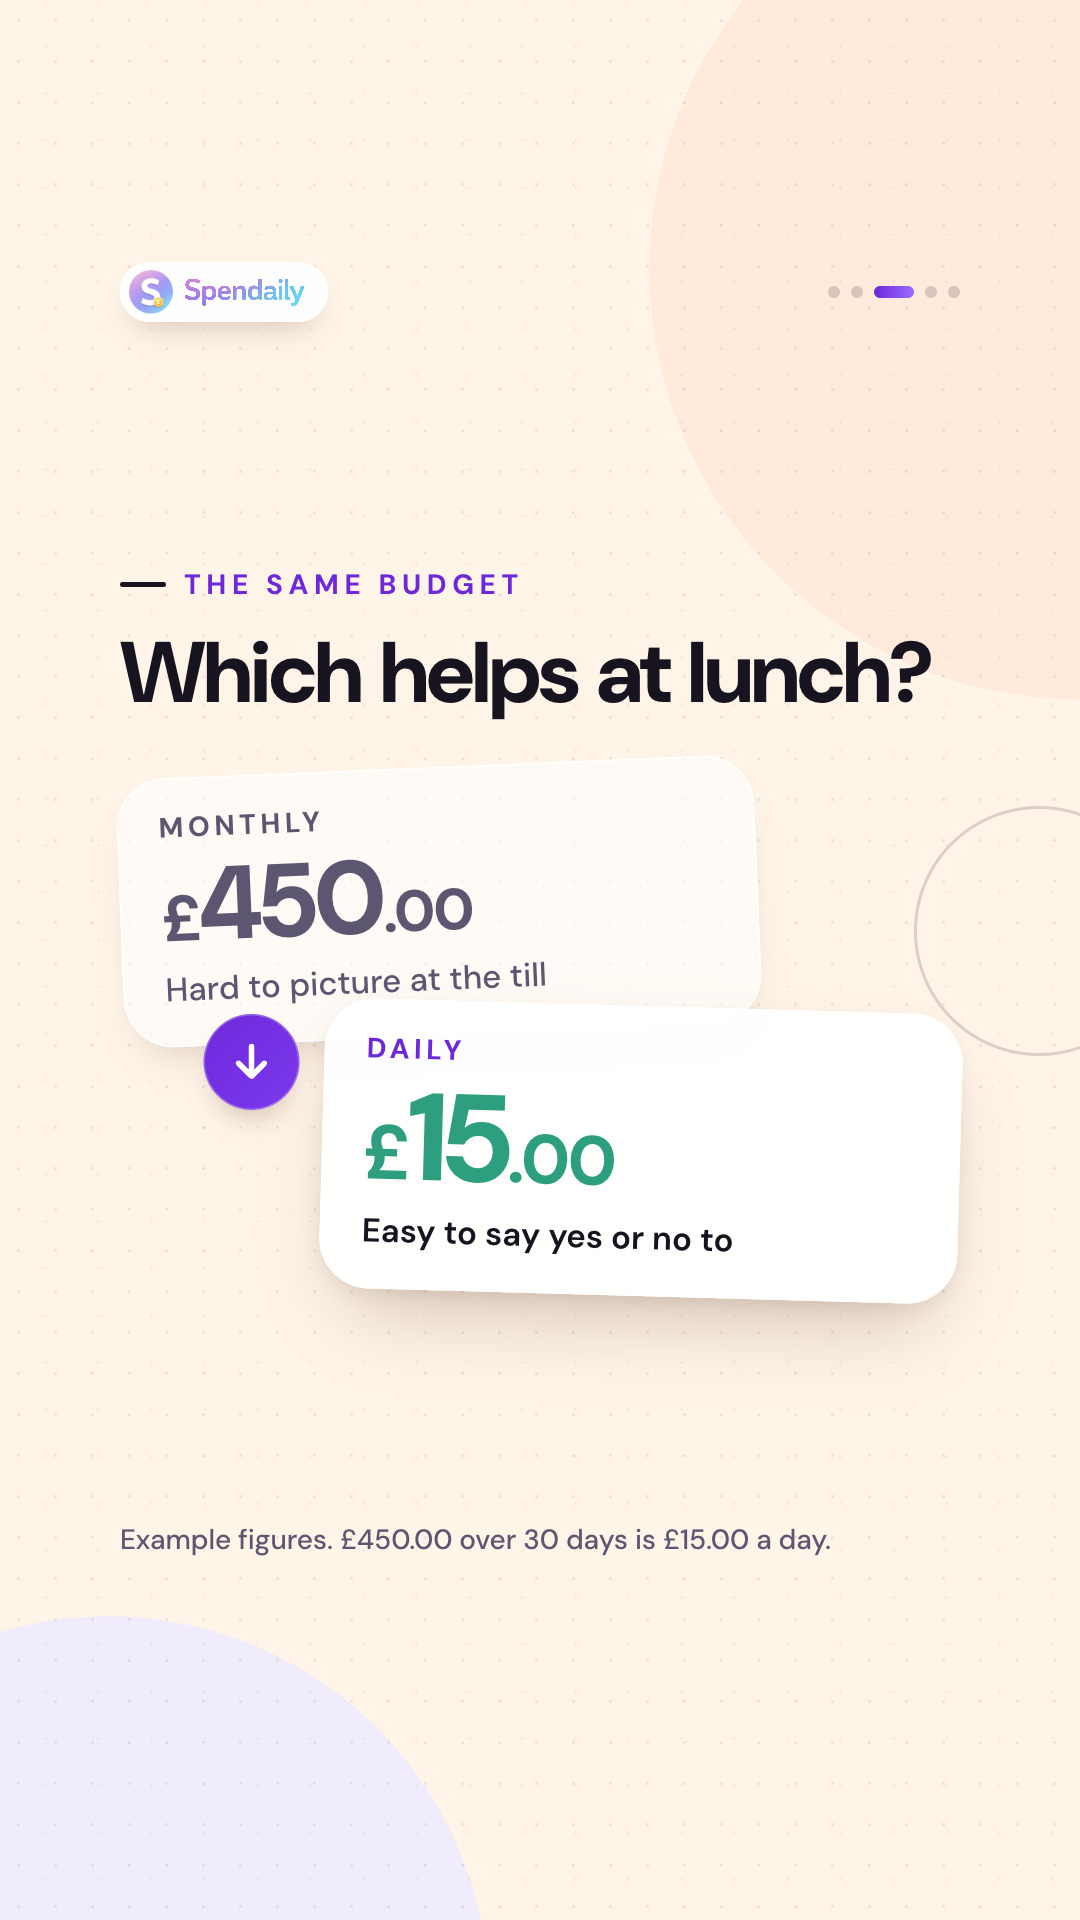 Spendaily
THE SAME BUDGET
Which helps at lunch?
MONTHLY
£450.00
Hard to picture at the till
DAILY
£15.00
Easy to say yes or no to
Example figures. £450.00 over 30 days is £15.00 a day.